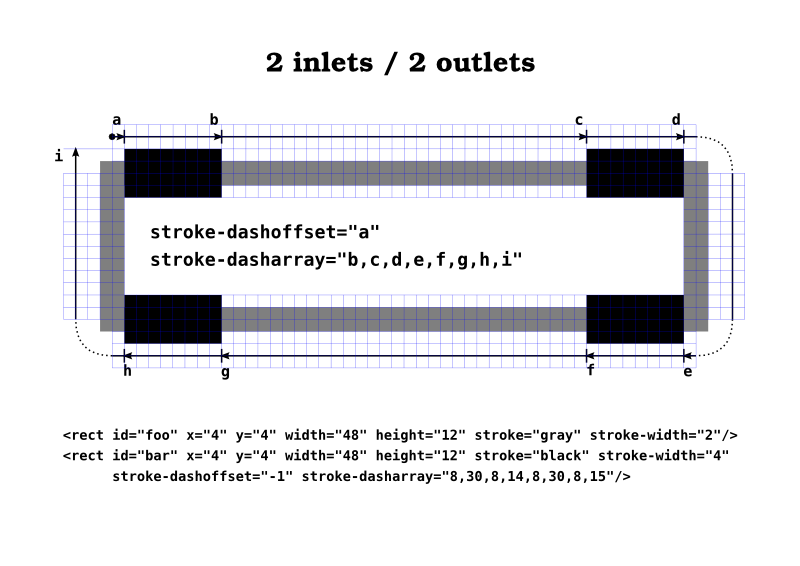 2 inlets / 2 outlets
a b c d
i
stroke-dashoffset="a"
stroke-dasharray="b,c,d,e,f,g,h,i"
h g f e
<rect id="foo" x="4" y="4" width="48" height="12" stroke="gray" stroke-width="2"/>
<rect id="bar" x="4" y="4" width="48" height="12" stroke="black" stroke-width="4"
stroke-dashoffset="-1" stroke-dasharray="8,30,8,14,8,30,8,15"/>